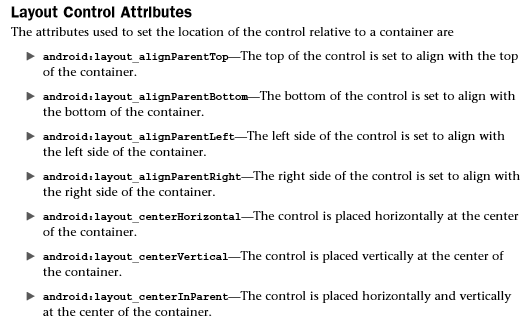 Layout Control Attributes
The attributes used to set the location of the control relative to a container are
▶ android:layout_alignParentTop—The top of the control is set to align with the top
of the container.
▶ android:layout_alignParentBottom—The bottom of the control is set to align with
the bottom of the container.
▶ android:layout_alignParentLeft—The left side of the control is set to align with
the left side of the container.
▶ android:layout_alignParentRight—The right side of the control is set to align with
the right side of the container.
▶ android:layout_centerHorizontal—The control is placed horizontally at the center
of the container.
▶ android:layout_centerVertical—The control is placed vertically at the center of
the container.
▶ android:layout_centerInParent—The control is placed horizontally and vertically
at the center of the container.